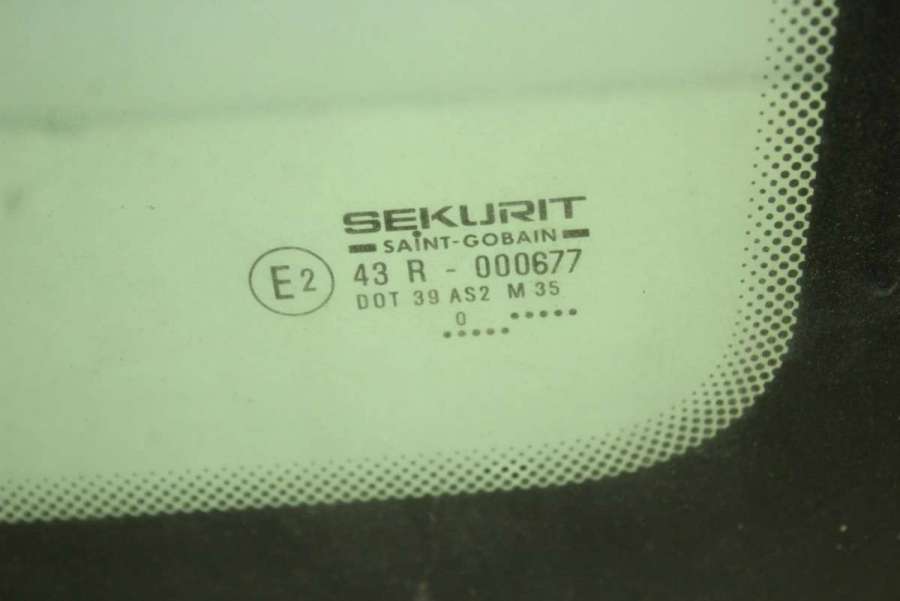 SEKURIT
SAINT-GOBAIN
E2 43 R - 000677
DOT 39 AS2 M 35
0